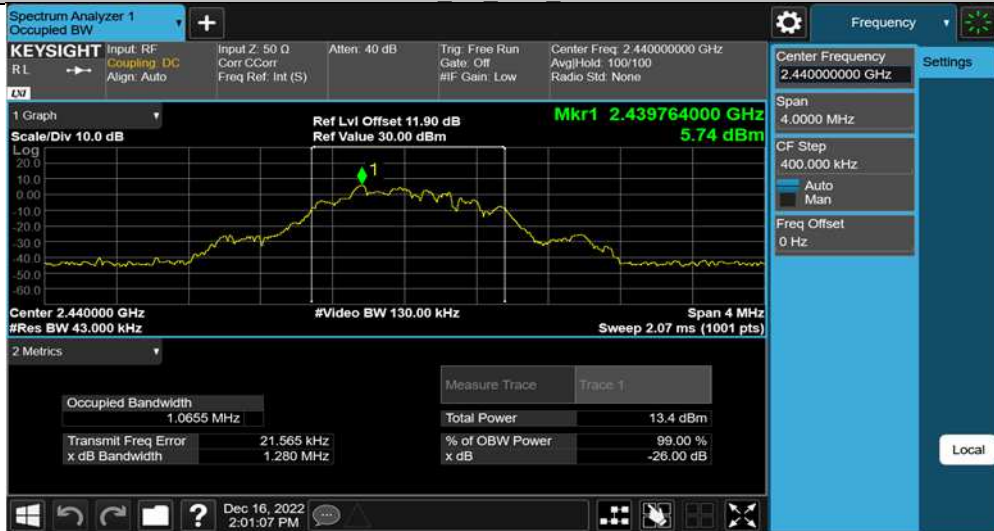 Spectrum Analyzer 1
Occupied BW
Frequency
KEYSIGHT
RL
LXI
Input: RF
Coupling: DC
Align: Auto
Input Z: 50 Ω
Corr CCorr
Freq Ref: Int (S)
Atten: 40 dB
Trig: Free Run
Gate: Off
#IF Gain: Low
Center Freq: 2.440000000 GHz
Avg|Hold: 100/100
Radio Std: None
Center Frequency
2.440000000 GHz
Settings
Span
4.0000 MHz
CF Step
400.000 kHz
Auto
Man
Freq Offset
0 Hz
Local
1 Graph
Scale/Div 10.0 dB
Ref Lvl Offset 11.90 dB
Ref Value 30.00 dBm
Mkr1 2.439764000 GHz
5.74 dBm
Log
20.0
10.0
0.00
-10.0
-20.0
-30.0
-40.0
-50.0
-60.0
1
Center 2.440000 GHz
#Res BW 43.000 kHz
#Video BW 130.00 kHz
Span 4 MHz
Sweep 2.07 ms (1001 pts)
2 Metrics
Measure Trace
Trace 1
Occupied Bandwidth
1.0655 MHz
Total Power
13.4 dBm
Transmit Freq Error
21.565 kHz
% of OBW Power
99.00 %
x dB Bandwidth
1.280 MHz
x dB
-26.00 dB
?
Dec 16, 2022
2:01:07 PM